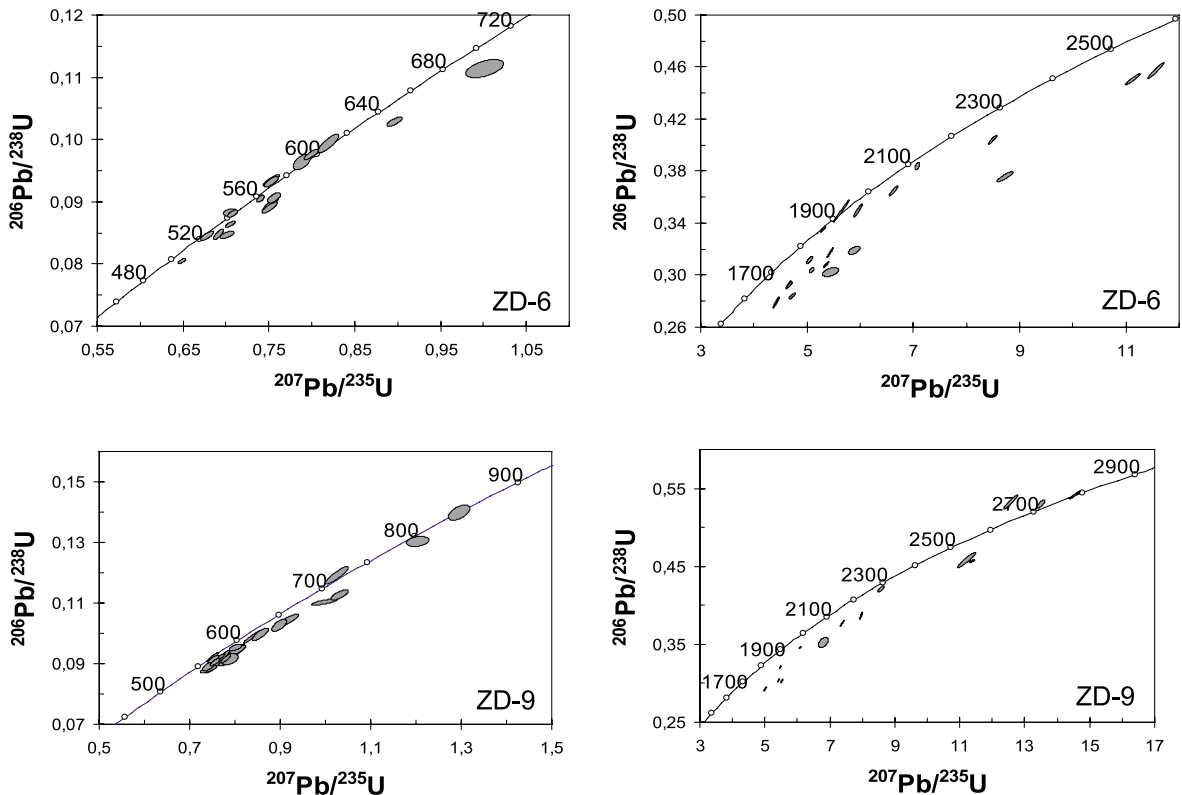 0,12
0,11
0,10
0,09
0,08
0,07
²⁰⁶Pb/²³⁸U
720
680
640
600
560
520
480
ZD-6
0,55 0,65 0,75 0,85 0,95 1,05
²⁰⁷Pb/²³⁵U
0,50
0,46
0,42
0,38
0,34
0,30
0,26
²⁰⁶Pb/²³⁸U
2500
2300
2100
1900
1700
ZD-6
3 5 7 9 11
²⁰⁷Pb/²³⁵U
0,15
0,13
0,11
0,09
0,07
²⁰⁶Pb/²³⁸U
900
800
700
600
500
ZD-9
0,5 0,7 0,9 1,1 1,3 1,5
²⁰⁷Pb/²³⁵U
0,55
0,45
0,35
0,25
²⁰⁶Pb/²³⁸U
2900
2700
2500
2300
2100
1900
1700
ZD-9
3 5 7 9 11 13 15 17
²⁰⁷Pb/²³⁵U